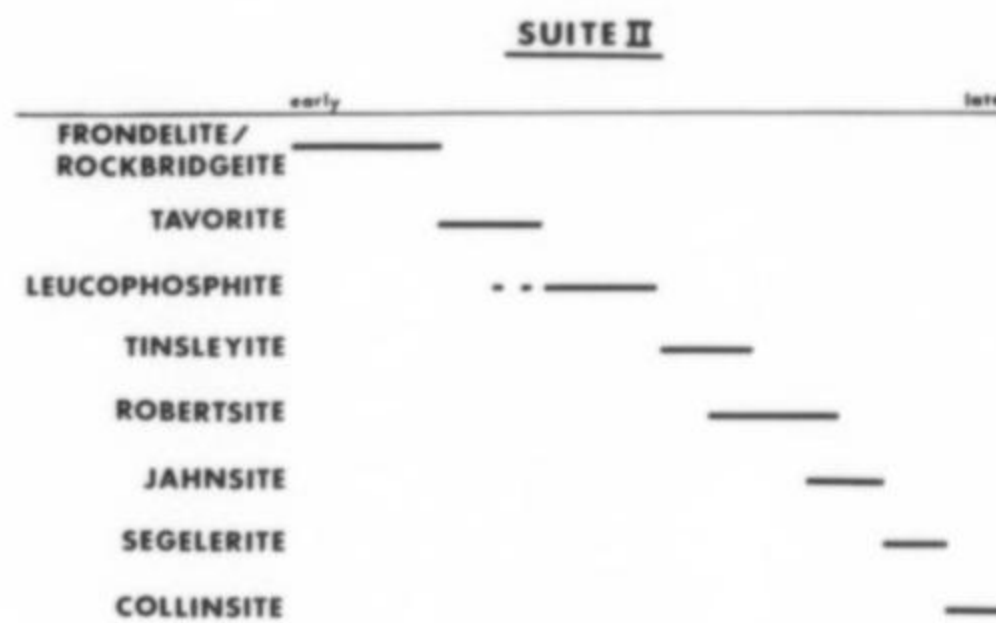 SUITE II
early
FRONDELITE/
ROCKBRIDGEITE
TAVORITE
LEUCOPHOSPHITE
TINSLEYITE
ROBERTSITE
JAHNSITE
SEGELERITE
COLLINSITE